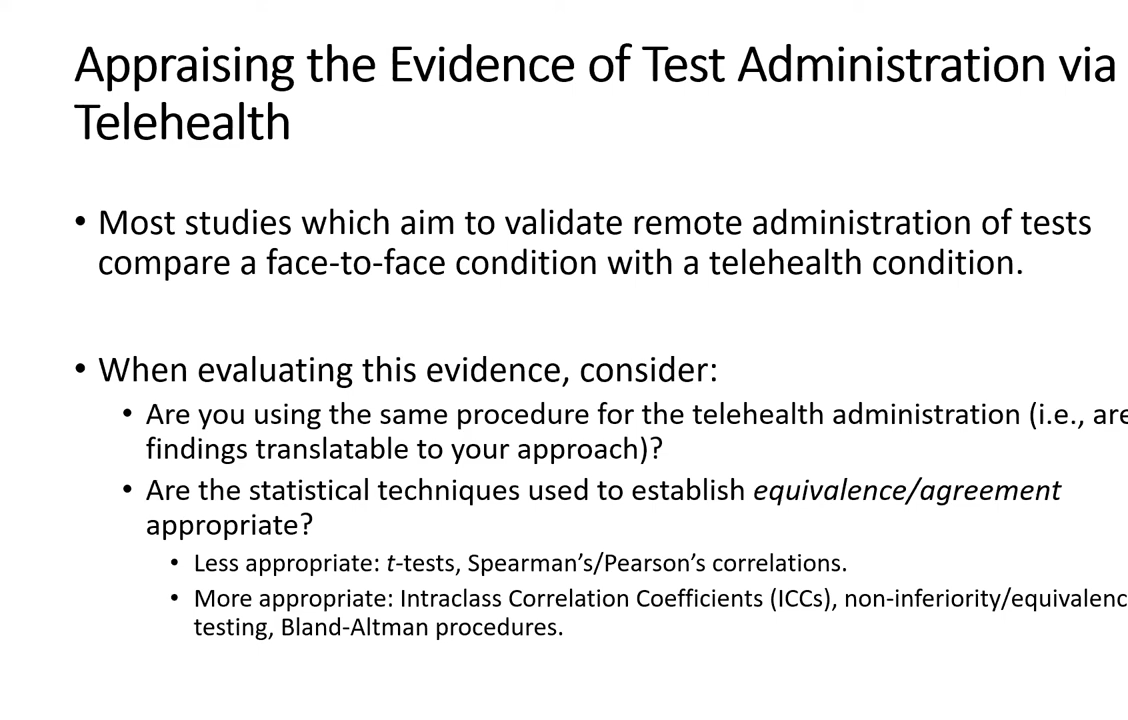 Appraising the Evidence of Test Administration via
Telehealth
• Most studies which aim to validate remote administration of tests
compare a face-to-face condition with a telehealth condition.
• When evaluating this evidence, consider:
• Are you using the same procedure for the telehealth administration (i.e., are
findings translatable to your approach)?
• Are the statistical techniques used to establish equivalence/agreement
appropriate?
• Less appropriate: t-tests, Spearman’s/Pearson’s correlations.
• More appropriate: Intraclass Correlation Coefficients (ICCs), non-inferiority/equivalenc
testing, Bland-Altman procedures.